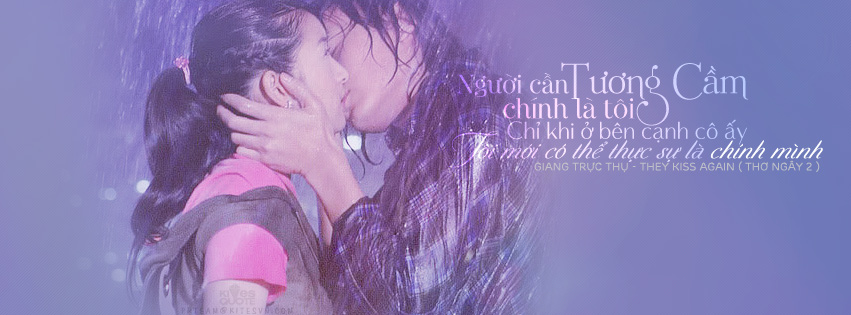 Người cần Tương Cầm
chính là tôi
Chỉ khi ở bên cạnh cô ấy
Tôi mới có thể thực sự là chính mình
GIANG TRỰC THỤ - THEY KISS AGAIN ( THƠ NGÂY 2 )
QUOTE